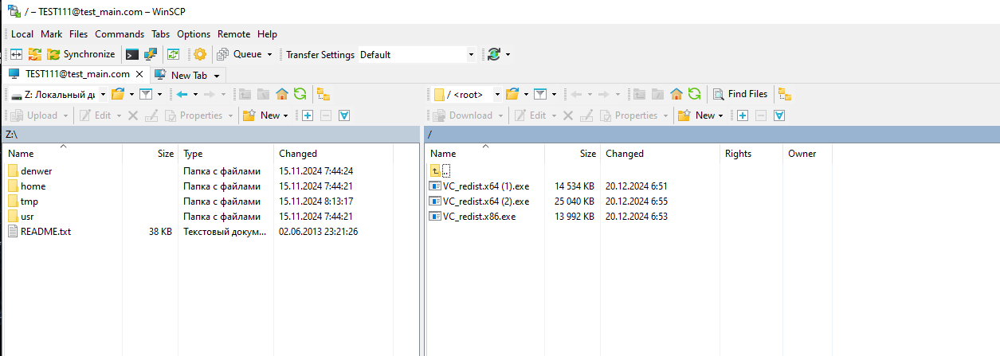 / – TEST111@test_main.com – WinSCP
Local Mark Files Commands Tabs Options Remote Help
Synchronize Queue Transfer Settings Default
TEST111@test_main.com × New Tab
Z: Локальный ди / <root> Find Files
Upload Edit Properties New Download Edit Properties New
Z:\ /
Name Size Type Changed Name Size Changed Rights Owner
denwer Папка с файлами 15.11.2024 7:44:24 ..
home Папка с файлами 15.11.2024 7:44:21 VC_redist.x64 (1).exe 14 534 KB 20.12.2024 6:51
tmp Папка с файлами 15.11.2024 8:13:17 VC_redist.x64 (2).exe 25 040 KB 20.12.2024 6:55
usr Папка с файлами 15.11.2024 7:44:21 VC_redist.x86.exe 13 992 KB 20.12.2024 6:53
README.txt 38 KB Текстовый докум... 02.06.2013 23:21:26